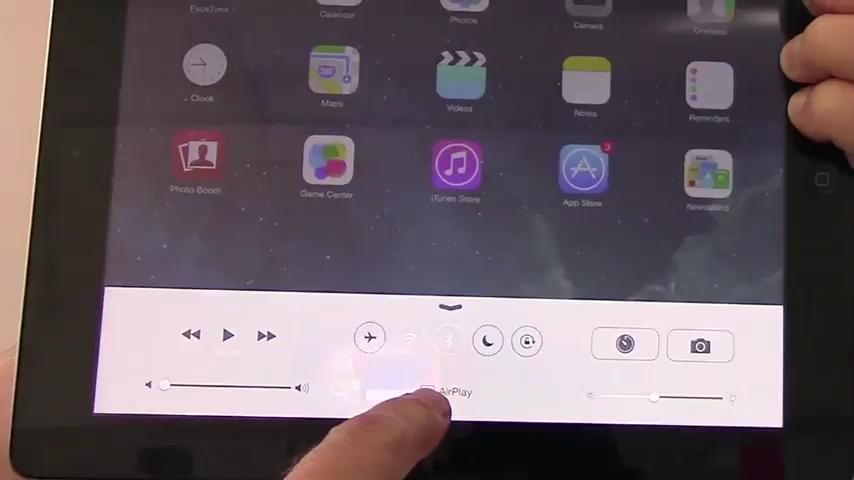 FaceTime
Calendar
Photos
Camera
Contacts
Clock
Maps
Videos
Notes
Reminders
Photo Booth
Game Center
iTunes Store
3
App Store
Newsstand
AirPlay